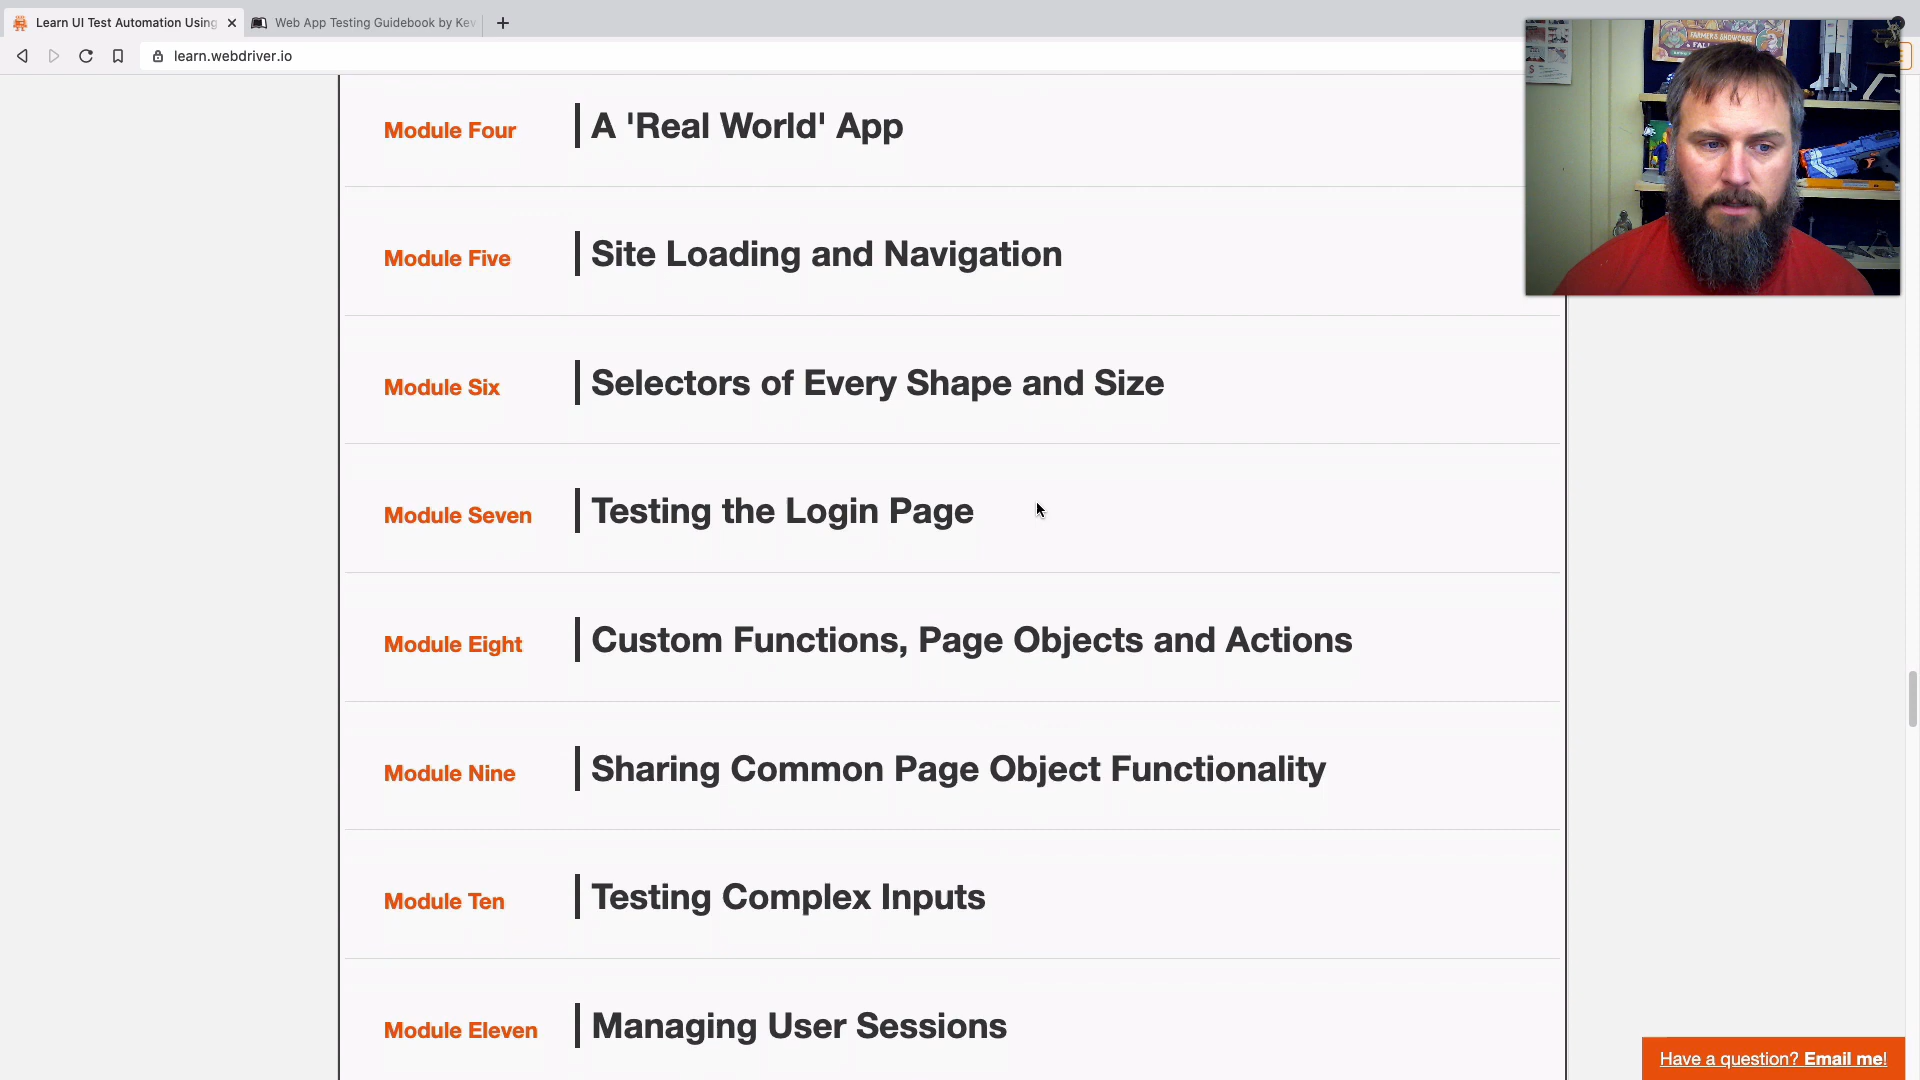 Learn UI Test Automation Using
Web App Testing Guidebook by Kev
learn.webdriver.io
Module Four
A 'Real World' App
Module Five
Site Loading and Navigation
Module Six
Selectors of Every Shape and Size
Module Seven
Testing the Login Page
Module Eight
Custom Functions, Page Objects and Actions
Module Nine
Sharing Common Page Object Functionality
Module Ten
Testing Complex Inputs
Module Eleven
Managing User Sessions
Have a question? Email me!